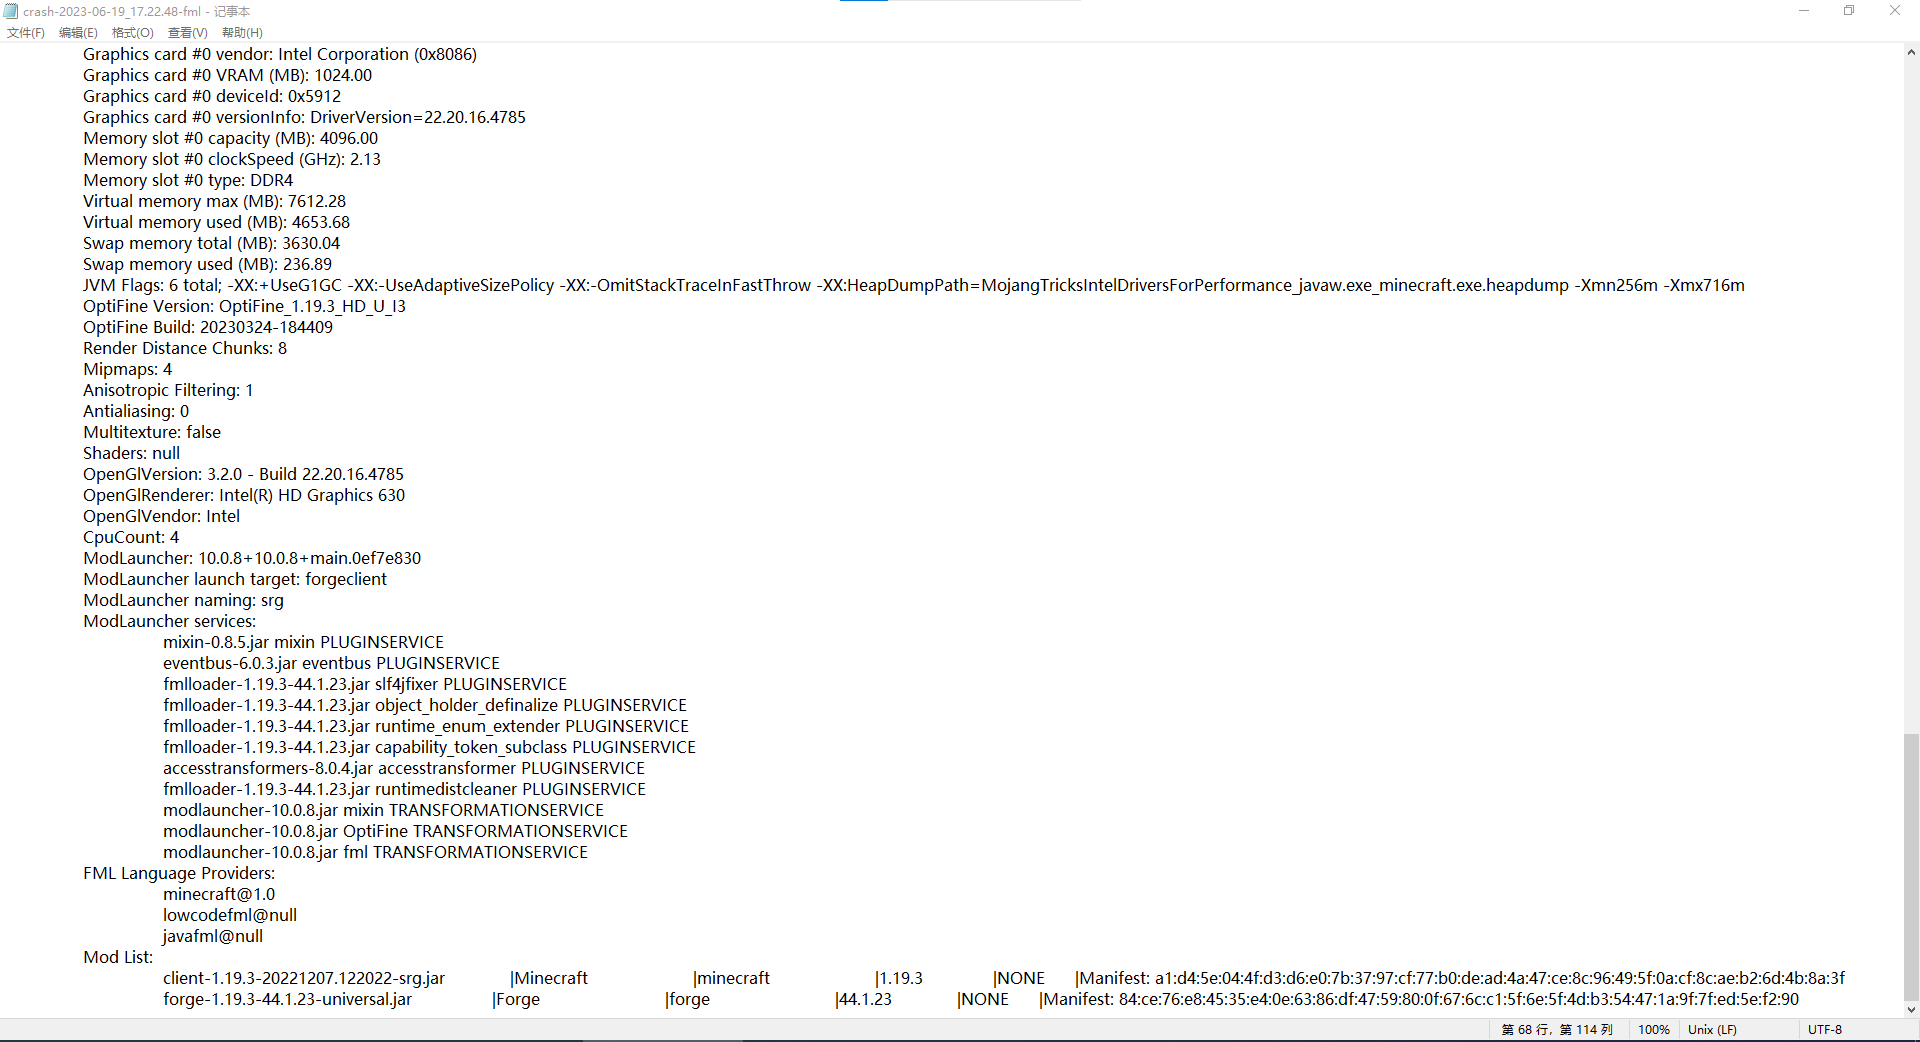 crash-2023-06-19_17.22.48-fml - 记事本
文件(F) 编辑(E) 格式(O) 查看(V) 帮助(H)
Graphics card #0 vendor: Intel Corporation (0x8086)
Graphics card #0 VRAM (MB): 1024.00
Graphics card #0 deviceId: 0x5912
Graphics card #0 versionInfo: DriverVersion=22.20.16.4785
Memory slot #0 capacity (MB): 4096.00
Memory slot #0 clockSpeed (GHz): 2.13
Memory slot #0 type: DDR4
Virtual memory max (MB): 7612.28
Virtual memory used (MB): 4653.68
Swap memory total (MB): 3630.04
Swap memory used (MB): 236.89
JVM Flags: 6 total; -XX:+UseG1GC -XX:-UseAdaptiveSizePolicy -XX:-OmitStackTraceInFastThrow -XX:HeapDumpPath=MojangTricksIntelDriversForPerformance_javaw.exe_minecraft.exe.heapdump -Xmn256m -Xmx716m
OptiFine Version: OptiFine_1.19.3_HD_U_I3
OptiFine Build: 20230324-184409
Render Distance Chunks: 8
Mipmaps: 4
Anisotropic Filtering: 1
Antialiasing: 0
Multitexture: false
Shaders: null
OpenGlVersion: 3.2.0 - Build 22.20.16.4785
OpenGlRenderer: Intel(R) HD Graphics 630
OpenGlVendor: Intel
CpuCount: 4
ModLauncher: 10.0.8+10.0.8+main.0ef7e830
ModLauncher launch target: forgeclient
ModLauncher naming: srg
ModLauncher services:
mixin-0.8.5.jar mixin PLUGINSERVICE
eventbus-6.0.3.jar eventbus PLUGINSERVICE
fmlloader-1.19.3-44.1.23.jar slf4jfixer PLUGINSERVICE
fmlloader-1.19.3-44.1.23.jar object_holder_definalize PLUGINSERVICE
fmlloader-1.19.3-44.1.23.jar runtime_enum_extender PLUGINSERVICE
fmlloader-1.19.3-44.1.23.jar capability_token_subclass PLUGINSERVICE
accesstransformers-8.0.4.jar accesstransformer PLUGINSERVICE
fmlloader-1.19.3-44.1.23.jar runtimedistcleaner PLUGINSERVICE
modlauncher-10.0.8.jar mixin TRANSFORMATIONSERVICE
modlauncher-10.0.8.jar OptiFine TRANSFORMATIONSERVICE
modlauncher-10.0.8.jar fml TRANSFORMATIONSERVICE
FML Language Providers:
minecraft@1.0
lowcodefml@null
javafml@null
Mod List:
client-1.19.3-20221207.122022-srg.jar |Minecraft |minecraft |1.19.3 |NONE |Manifest: a1:d4:5e:04:4f:d3:d6:e0:7b:37:97:cf:77:b0:de:ad:4a:47:ce:8c:96:49:5f:0a:cf:8c:ae:b2:6d:4b:8a:3f
forge-1.19.3-44.1.23-universal.jar |Forge |forge |44.1.23 |NONE |Manifest: 84:ce:76:e8:45:35:e4:0e:63:86:df:47:59:80:0f:67:6c:c1:5f:6e:5f:4d:b3:54:47:1a:9f:7f:ed:5e:f2:90
第 68 行，第 114 列 100% Unix (LF) UTF-8